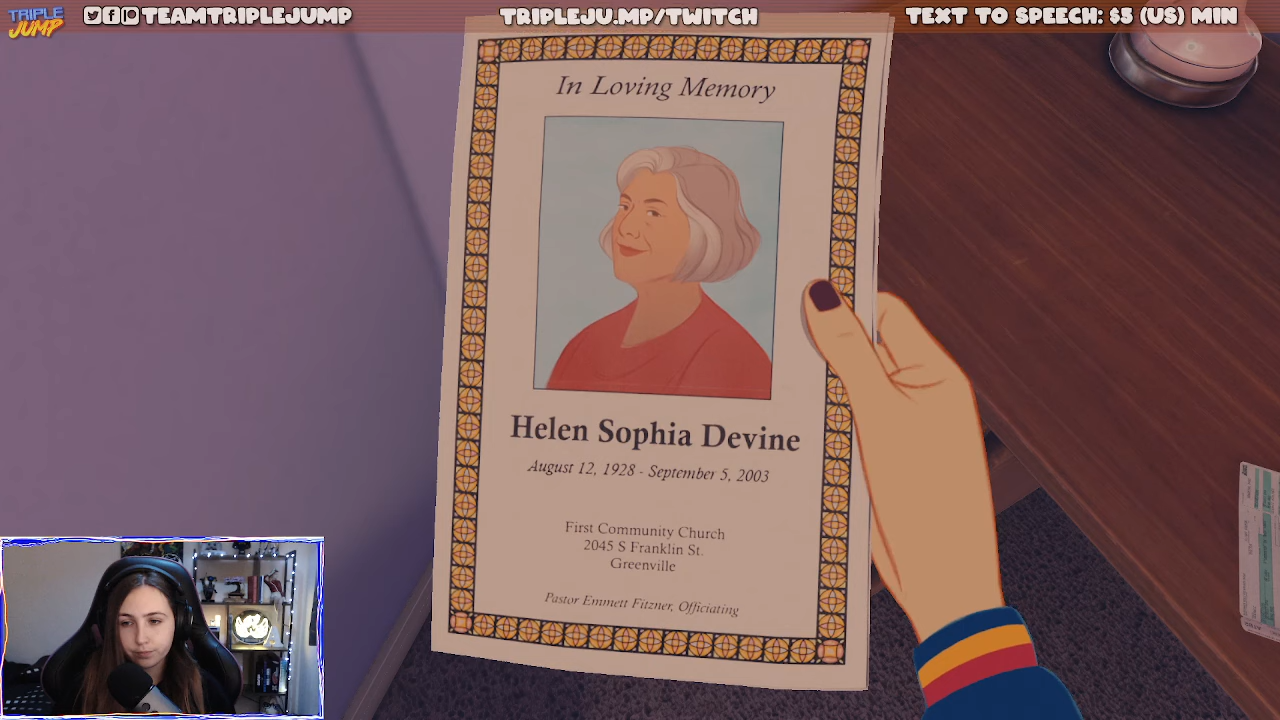 TRIPLE
JUMP
TEAMTRIPLEJUMP
TRIPLEJU.MP/TWITCH
TEXT TO SPEECH: $5 (US) MIN
In Loving Memory
Helen Sophia Devine
August 12, 1928 - September 5, 2003
First Community Church
2045 S Franklin St.
Greenville
Pastor Emmett Fitzner, Officiating